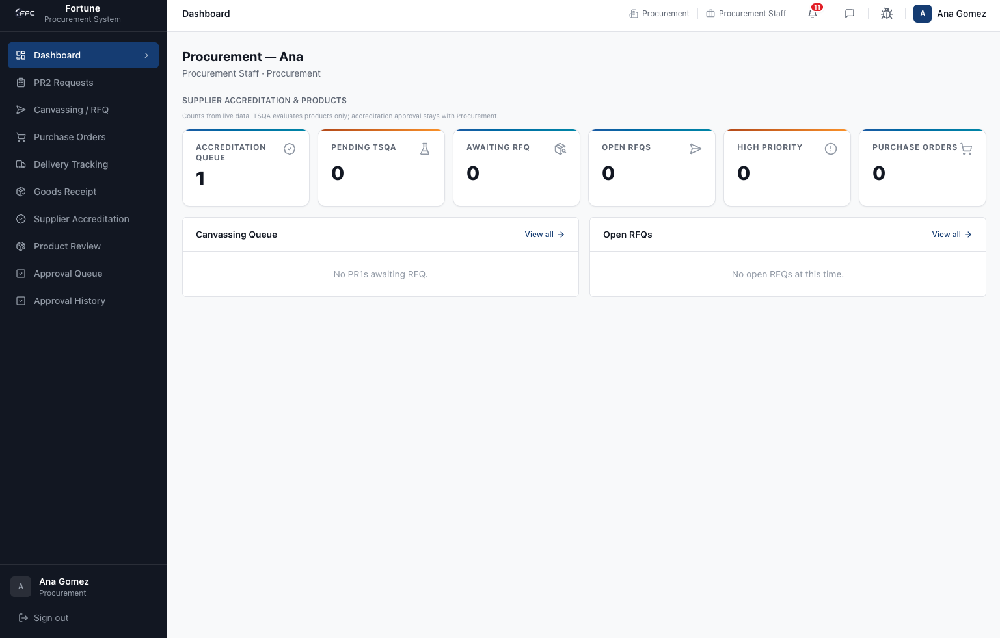 FPC
Fortune
Procurement System
Dashboard
PR2 Requests
Canvassing / RFQ
Purchase Orders
Delivery Tracking
Goods Receipt
Supplier Accreditation
Product Review
Approval Queue
Approval History
A
Ana Gomez
Procurement
Sign out
Dashboard
Procurement
Procurement Staff
11
A
Ana Gomez
Procurement — Ana
Procurement Staff · Procurement
SUPPLIER ACCREDITATION & PRODUCTS
Counts from live data. TSQA evaluates products only; accreditation approval stays with Procurement.
ACCREDITATION
QUEUE
1
PENDING TSQA
0
AWAITING RFQ
0
OPEN RFQS
0
HIGH PRIORITY
0
PURCHASE ORDERS
0
Canvassing Queue
View all
No PR1s awaiting RFQ.
Open RFQs
View all
No open RFQs at this time.